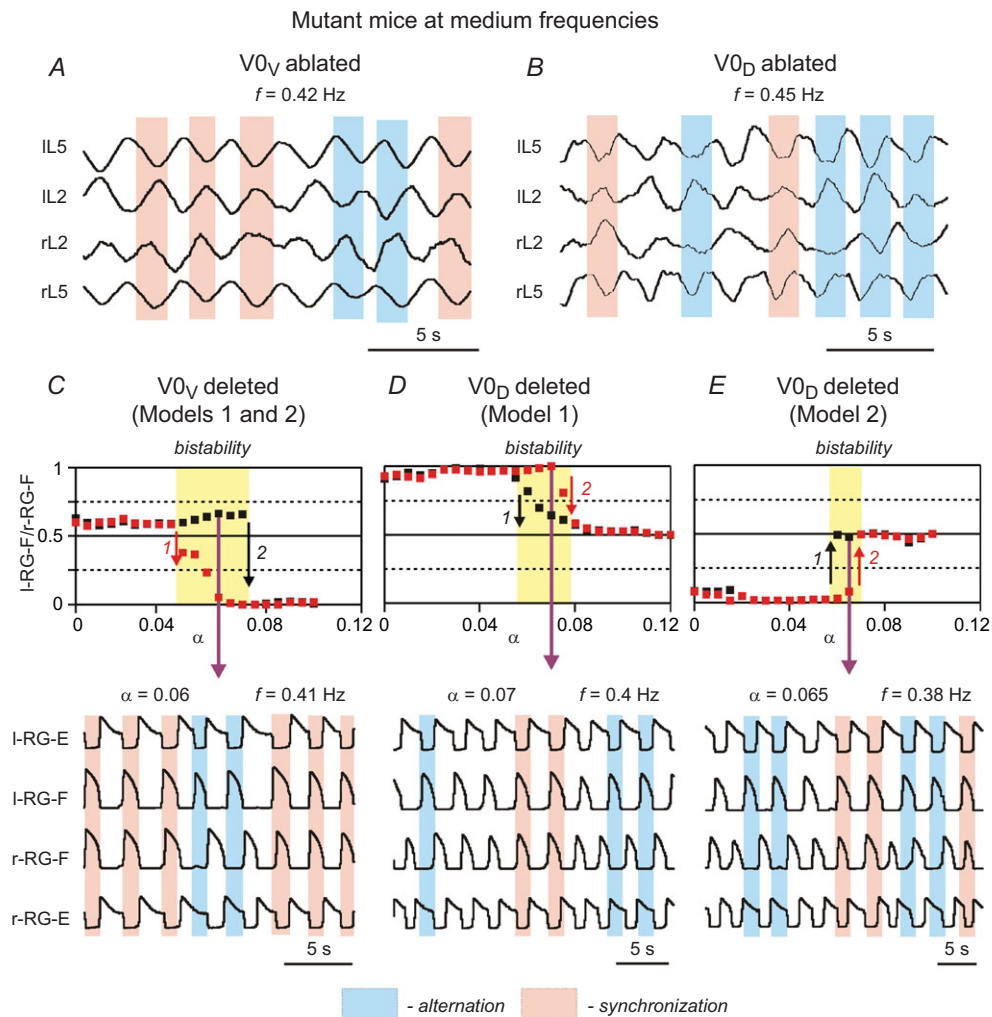 Mutant mice at medium frequencies
A
V0V ablated
f = 0.42 Hz
lL5
lL2
rL2
rL5
5 s
B
V0D ablated
f = 0.45 Hz
lL5
lL2
rL2
rL5
5 s
C
V0V deleted
(Models 1 and 2)
bistability
l-RG-F/r-RG-F
1
0.5
0
1
2
0
0.04
0.08
0.12
α
D
V0D deleted
(Model 1)
bistability
1
2
0
0.04
0.08
0.12
α
E
V0D deleted
(Model 2)
bistability
1
2
0
0.04
0.08
0.12
α
α = 0.06 f = 0.41 Hz
l-RG-E
l-RG-F
r-RG-F
r-RG-E
5 s
α = 0.07 f = 0.4 Hz
5 s
α = 0.065 f = 0.38 Hz
5 s
- alternation
- synchronization